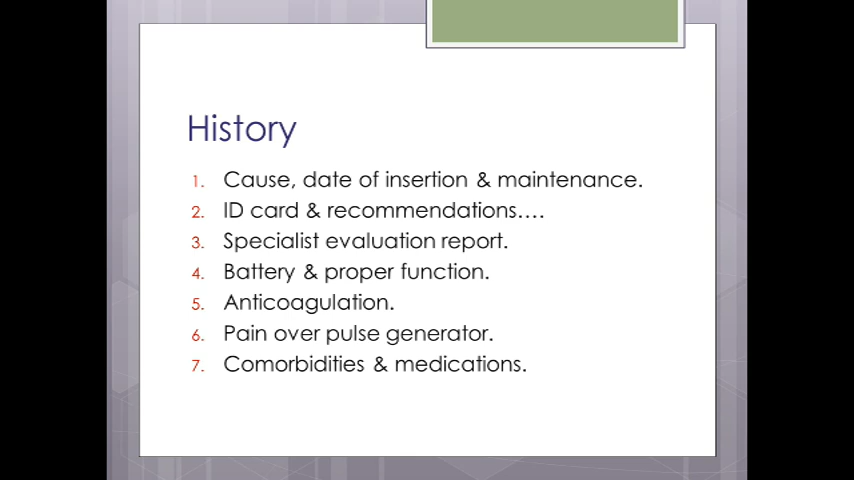 History
1. Cause, date of insertion & maintenance.
2. ID card & recommendations....
3. Specialist evaluation report.
4. Battery & proper function.
5. Anticoagulation.
6. Pain over pulse generator.
7. Comorbidities & medications.